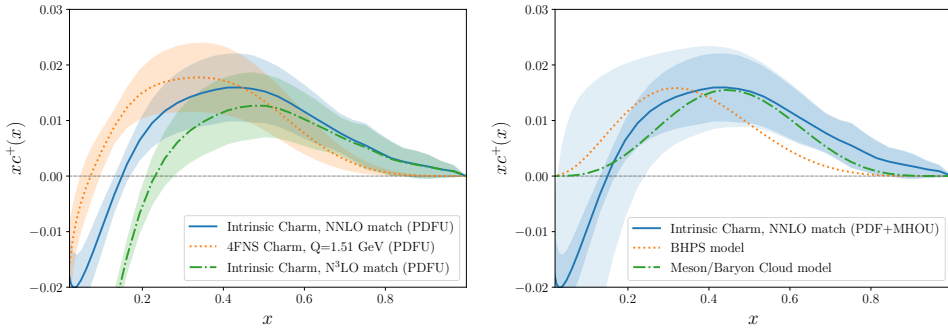 0.03
0.02
0.01
0.00
−0.01
−0.02
xc⁺(x)
0.2
0.4
0.6
0.8
x
Intrinsic Charm, NNLO match (PDFU)
4FNS Charm, Q=1.51 GeV (PDFU)
Intrinsic Charm, N³LO match (PDFU)
0.03
0.02
0.01
0.00
−0.01
−0.02
xc⁺(x)
0.2
0.4
0.6
0.8
x
Intrinsic Charm, NNLO match (PDF+MHOU)
BHPS model
Meson/Baryon Cloud model